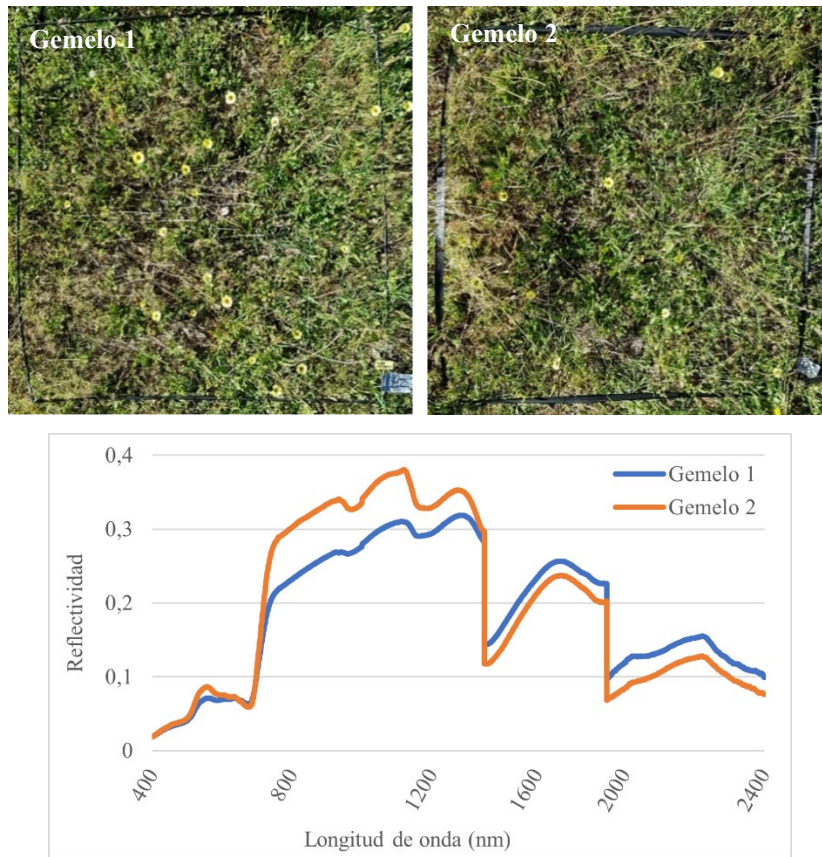 Gemelo 1
Gemelo 2
0,4
0,3
0,2
0,1
0
Reflectividad
Gemelo 1
Gemelo 2
400
800
1200
1600
2000
2400
Longitud de onda (nm)